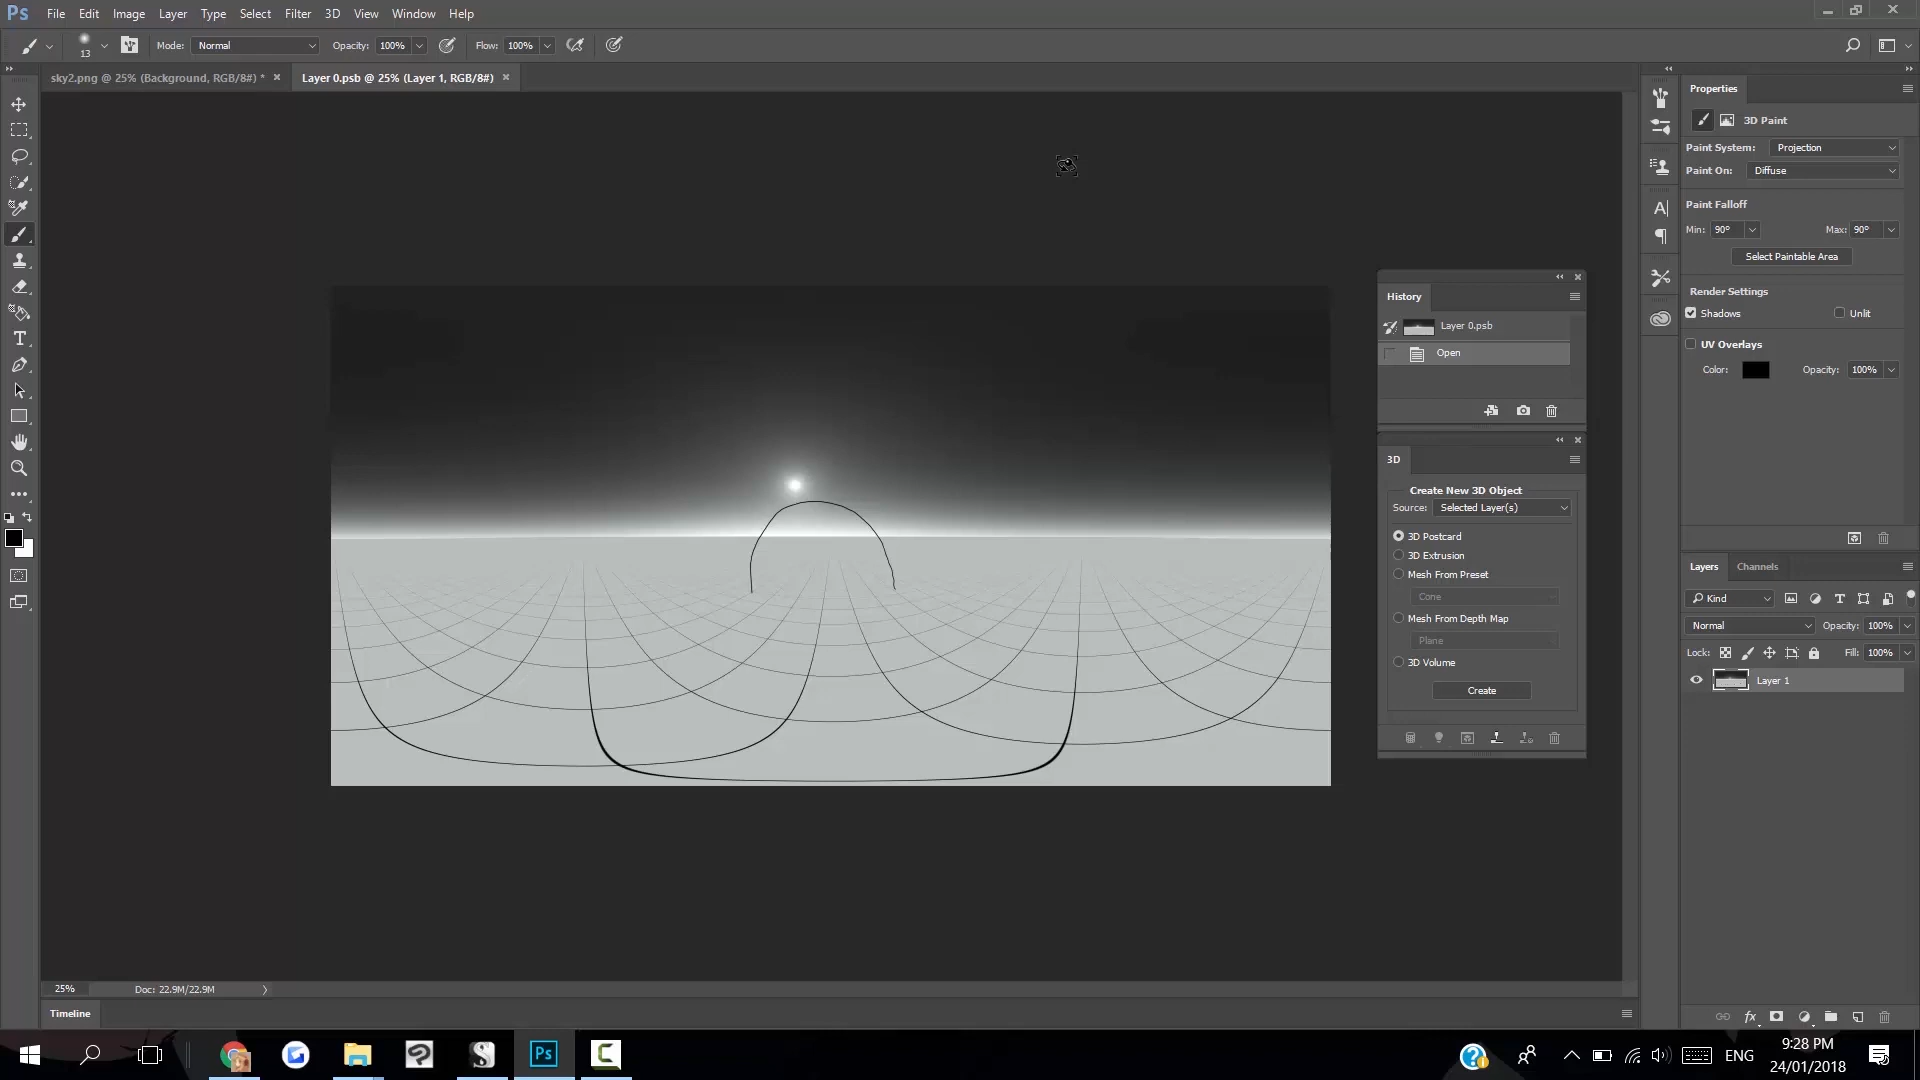 Ps File Edit Image Layer Type Select Filter 3D View Window Help
13 Mode: Normal Opacity: 100% Flow: 100%
sky2.png @ 25% (Background, RGB/8#) * × Layer 0.psb @ 25% (Layer 1, RGB/8#) ×
Properties
3D Paint
Paint System: Projection
Paint On: Diffuse
Paint Falloff
Min: 90° Max: 90°
Select Paintable Area
Render Settings
Shadows Unlit
UV Overlays
Color: Opacity: 100%
History
Layer 0.psb
Open
3D
Create New 3D Object
Source: Selected Layer(s)
3D Postcard
3D Extrusion
Mesh From Preset
Cone
Mesh From Depth Map
Plane
3D Volume
Create
Layers Channels
Kind
Normal Opacity: 100%
Lock: Fill: 100%
Layer 1
fx
25% Doc: 22.9M/22.9M
Timeline
Ps
ENG
9:28 PM
24/01/2018